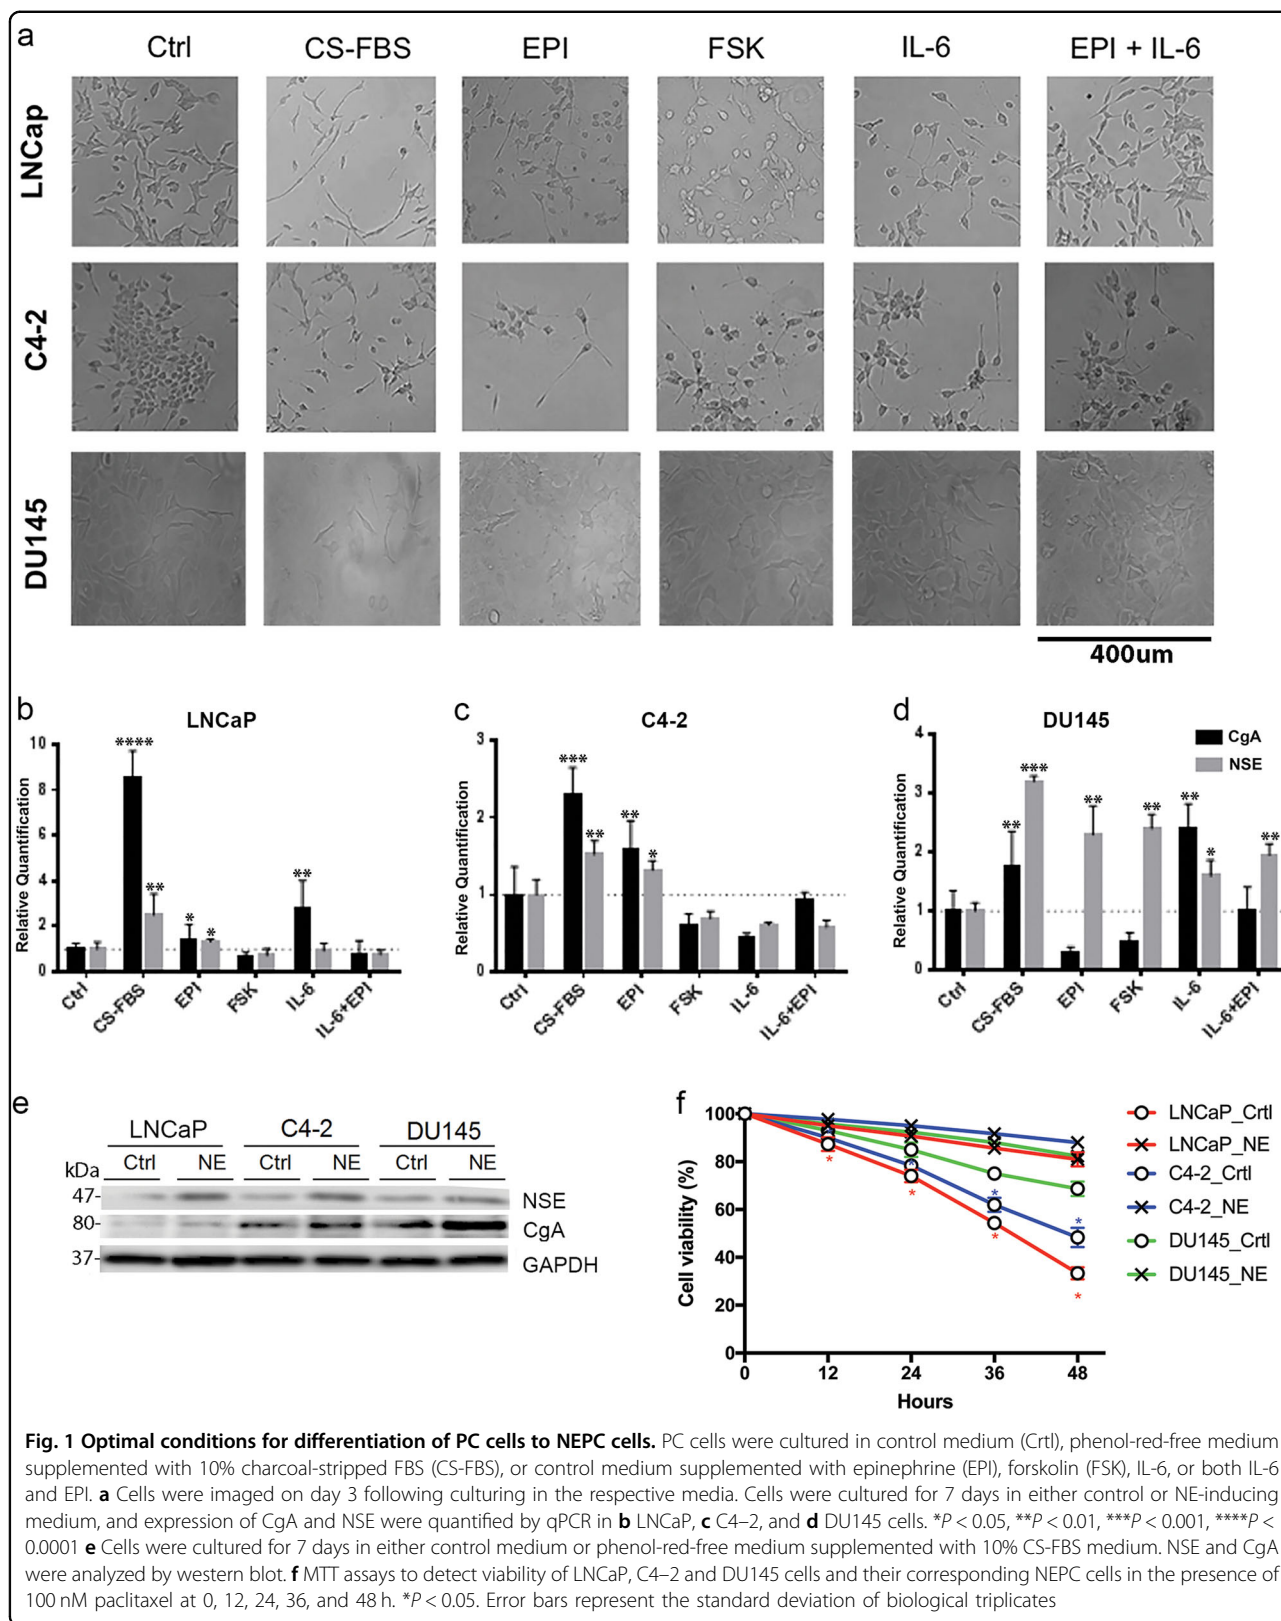 a
Ctrl CS-FBS EPI FSK IL-6 EPI + IL-6
LNCap
C4-2
DU145
400um
b
LNCaP
Relative Quantification
10
8
6
4
2
0
****
**
*
*
**
Ctrl CS-FBS EPI FSK IL-6 IL-6+EPI
c
C4-2
Relative Quantification
3
2
1
0
***
**
**
*
Ctrl CS-FBS EPI FSK IL-6 IL-6+EPI
d
DU145
Relative Quantification
4
3
2
1
0
**
***
**
**
**
*
**
CgA
NSE
Ctrl CS-FBS EPI FSK IL-6 IL-6+EPI
e
LNCaP C4-2 DU145
kDa Ctrl NE Ctrl NE Ctrl NE
47- NSE
80- CgA
37- GAPDH
f
Cell viability (%)
100
80
60
40
20
0
0 12 24 36 48
Hours
* * * *
* * *
LNCaP_Crtl
LNCaP_NE
C4-2_Crtl
C4-2_NE
DU145_Crtl
DU145_NE
Fig. 1 Optimal conditions for differentiation of PC cells to NEPC cells. PC cells were cultured in control medium (Crtl), phenol-red-free medium
supplemented with 10% charcoal-stripped FBS (CS-FBS), or control medium supplemented with epinephrine (EPI), forskolin (FSK), IL-6, or both IL-6
and EPI. a Cells were imaged on day 3 following culturing in the respective media. Cells were cultured for 7 days in either control or NE-inducing
medium, and expression of CgA and NSE were quantified by qPCR in b LNCaP, c C4–2, and d DU145 cells. *P < 0.05, **P < 0.01, ***P < 0.001, ****P <
0.0001 e Cells were cultured for 7 days in either control medium or phenol-red-free medium supplemented with 10% CS-FBS medium. NSE and CgA
were analyzed by western blot. f MTT assays to detect viability of LNCaP, C4–2 and DU145 cells and their corresponding NEPC cells in the presence of
100 nM paclitaxel at 0, 12, 24, 36, and 48 h. *P < 0.05. Error bars represent the standard deviation of biological triplicates